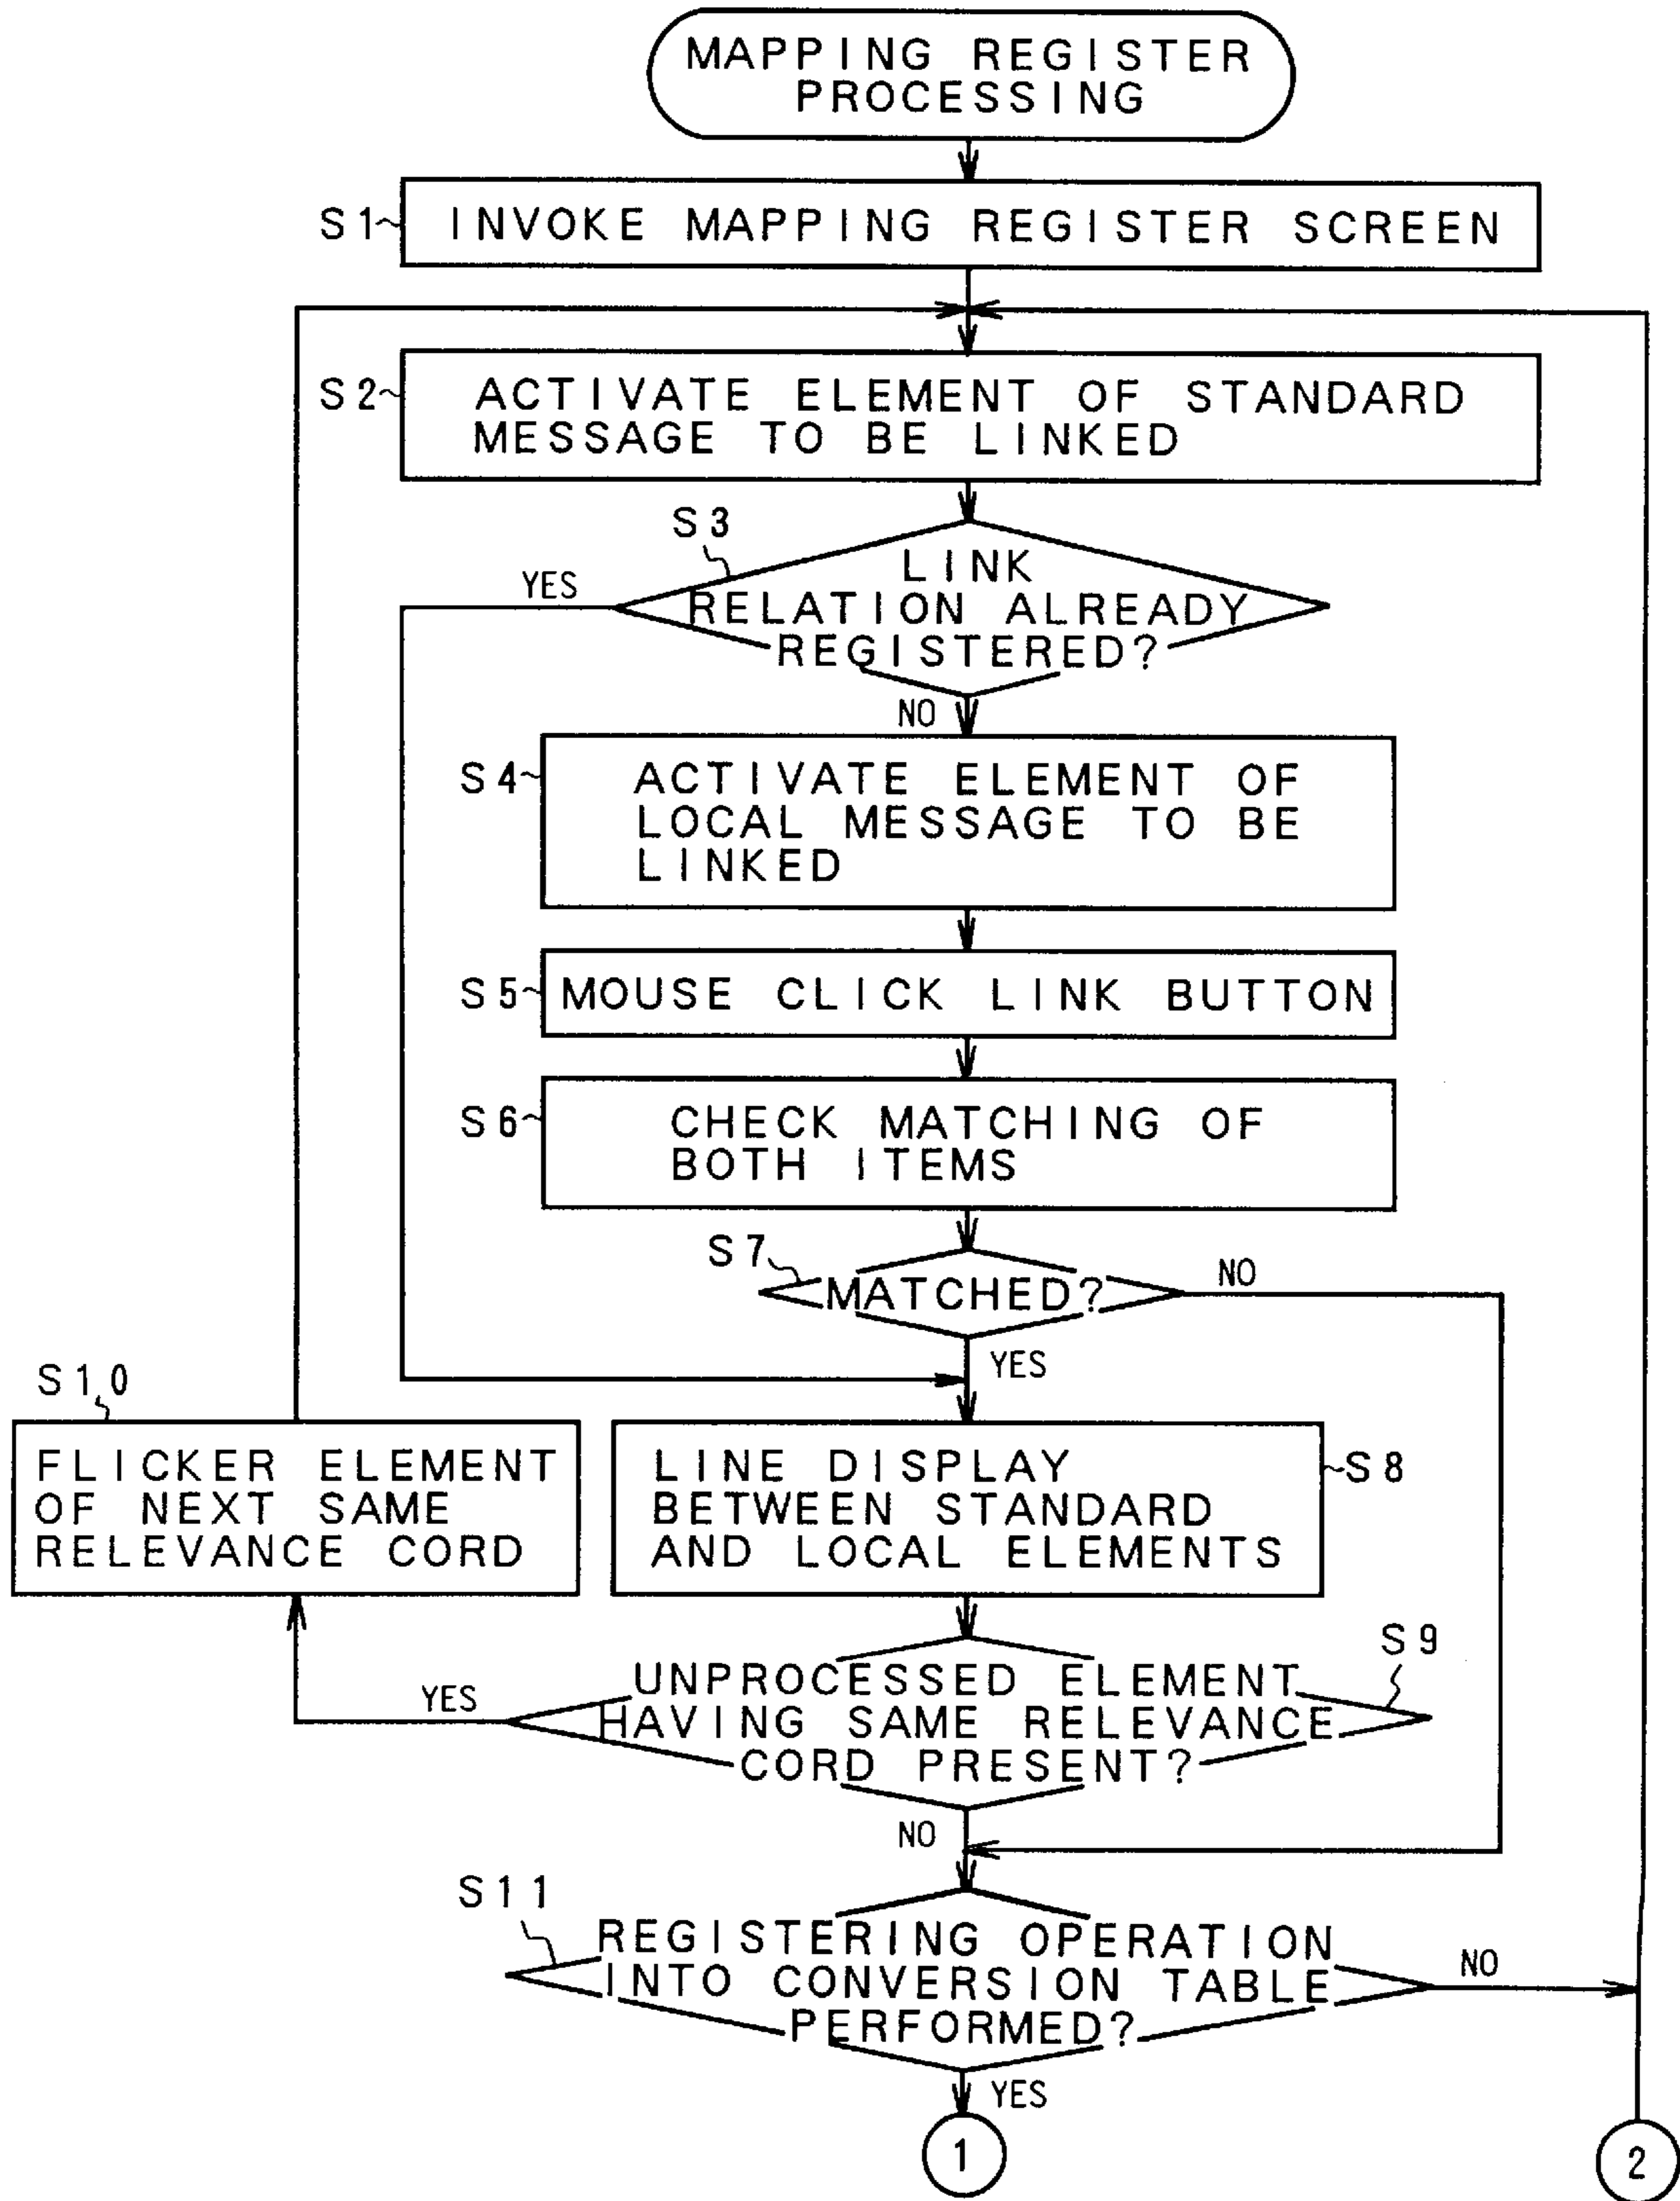 MAPPING REGISTER
PROCESSING
S1
INVOKE MAPPING REGISTER SCREEN
S2
ACTIVATE ELEMENT OF STANDARD
MESSAGE TO BE LINKED
S3
YES
LINK
RELATION ALREADY
REGISTERED?
NO
S4
ACTIVATE ELEMENT OF
LOCAL MESSAGE TO BE
LINKED
S5
MOUSE CLICK LINK BUTTON
S6
CHECK MATCHING OF
BOTH ITEMS
S7
MATCHED?
NO
YES
S10
FLICKER ELEMENT
OF NEXT SAME
RELEVANCE CORD
LINE DISPLAY
BETWEEN STANDARD
AND LOCAL ELEMENTS
S8
S9
YES
UNPROCESSED ELEMENT
HAVING SAME RELEVANCE
CORD PRESENT?
NO
S11
REGISTERING OPERATION
INTO CONVERSION TABLE
PERFORMED?
NO
YES
1
2